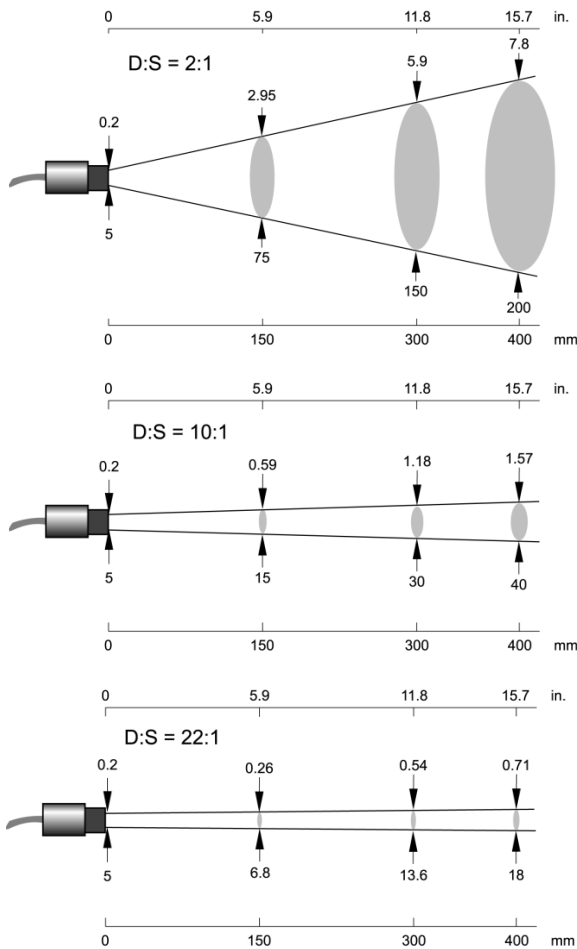 0 5.9 11.8 15.7 in.
D:S = 2:1
7.8
5.9
2.95
0.2
5
75
150
200
0 150 300 400 mm
0 5.9 11.8 15.7 in.
D:S = 10:1
0.2 0.59 1.18 1.57
5 15 30 40
0 150 300 400 mm
0 5.9 11.8 15.7 in.
D:S = 22:1
0.2 0.26 0.54 0.71
5 6.8 13.6 18
0 150 300 400 mm